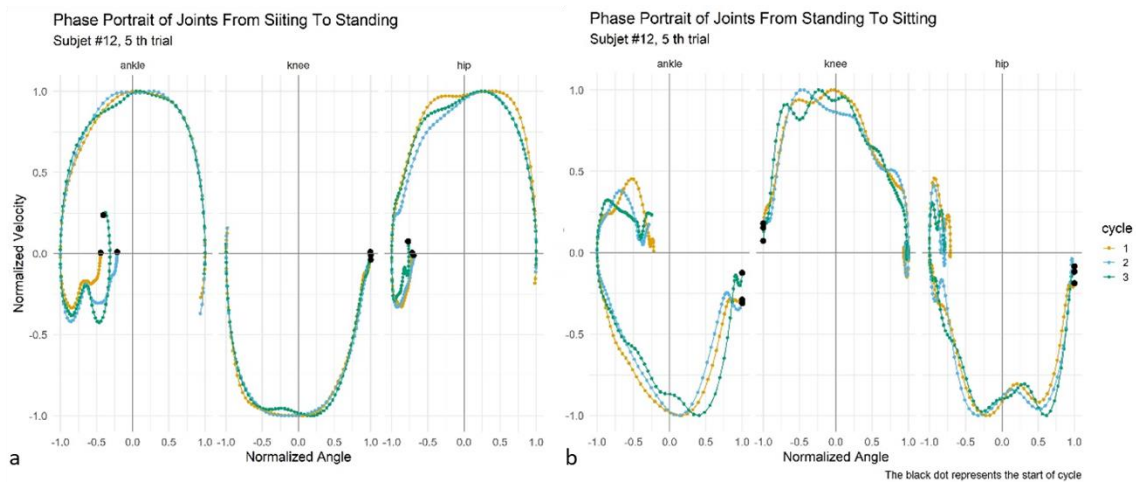 Phase Portrait of Joints From Siiting To Standing
Subjet #12, 5 th trial
ankle knee hip
1.0
0.5
0.0
-0.5
-1.0
Normalized Velocity
-1.0 -0.5 0.0 0.5 1.0 -1.0 -0.5 0.0 0.5 1.0 -1.0 -0.5 0.0 0.5 1.0
Normalized Angle
a
Phase Portrait of Joints From Standing To Sitting
Subjet #12, 5 th trial
ankle knee hip
1.0
0.5
0.0
-0.5
-1.0
-1.0 -0.5 0.0 0.5 1.0 -1.0 -0.5 0.0 0.5 1.0 -1.0 -0.5 0.0 0.5 1.0
Normalized Angle
b
cycle
1
2
3
The black dot represents the start of cycle